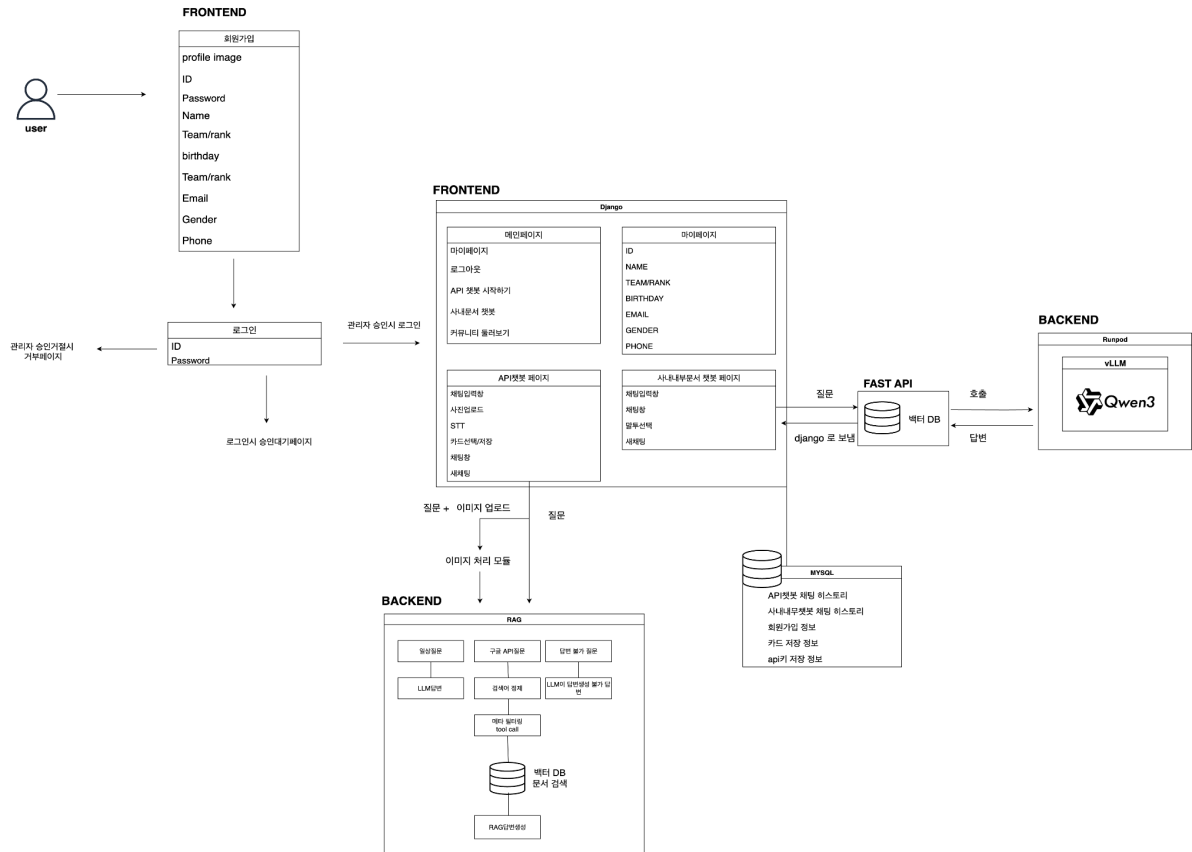 FRONTEND
회원가입
profile image
ID
Password
Name
Team/rank
birthday
Team/rank
Email
Gender
Phone
user
로그인
ID
Password
관리자 승인거절시
거부페이지
로그인시 승인대기페이지
관리자 승인시 로그인
FRONTEND
Django
메인페이지
마이페이지
로그아웃
API 챗봇 시작하기
사내문서 챗봇
커뮤니티 둘러보기
마이페이지
ID
NAME
TEAM/RANK
BIRTHDAY
EMAIL
GENDER
PHONE
API챗봇 페이지
채팅입력창
사진업로드
STT
카드선택/저장
채팅창
새채팅
사내내부문서 챗봇 페이지
채팅입력창
채팅창
말투선택
새채팅
질문
django 로 보냄
FAST API
백터 DB
호출
답변
BACKEND
Runpod
vLLM
Qwen3
질문 + 이미지 업로드
질문
이미지 처리 모듈
MYSQL
API챗봇 채팅 히스토리
사내내무챗봇 채팅 히스토리
회원가입 정보
카드 저장 정보
api키 저장 정보
BACKEND
RAG
일상질문
구글 API질문
답변 불가 질문
LLM답변
검색어 정제
LLM이 답변생성 불가 답
변
메타 필터링
tool call
백터 DB
문서 검색
RAG답변생성